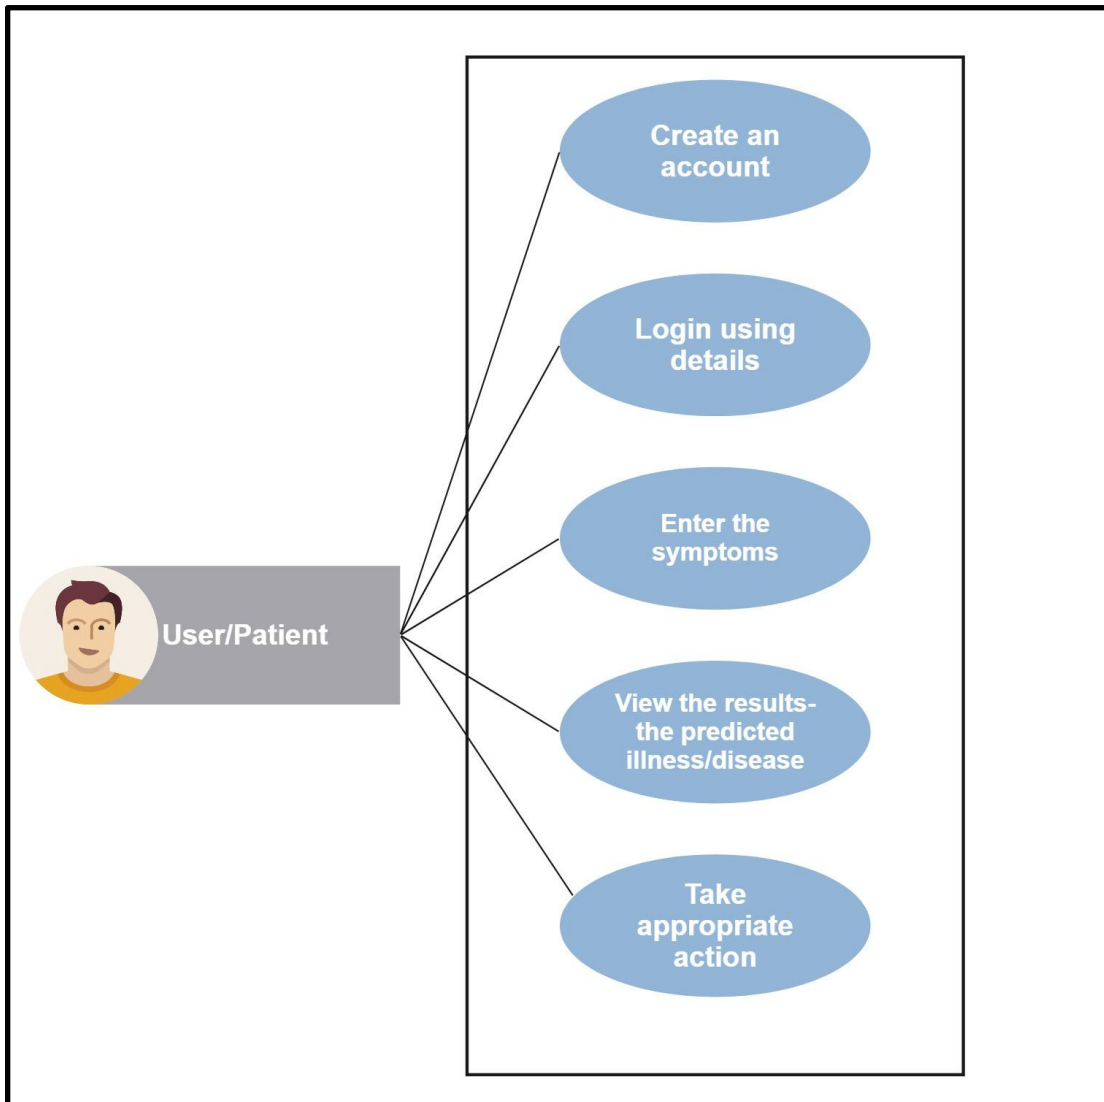 Create an
account
Login using
details
Enter the
symptoms
User/Patient
View the results-
the predicted
illness/disease
Take
appropriate
action